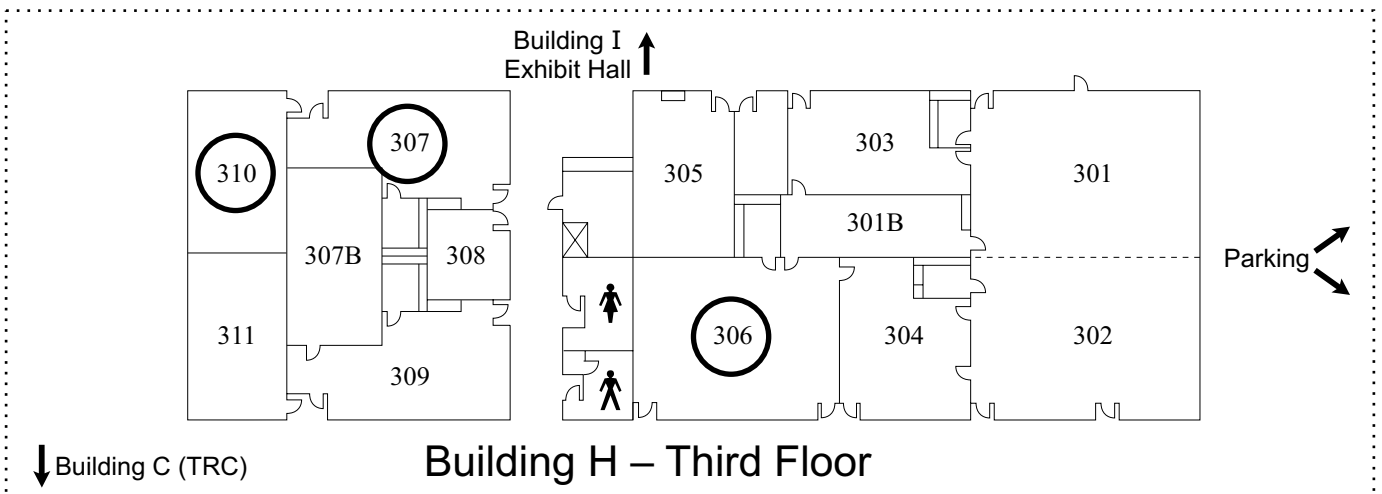 Building I
Exhibit Hall
307
310
303
305
301
301B
307B
308
Parking
311
306
304
302
309
Building C (TRC)
Building H – Third Floor